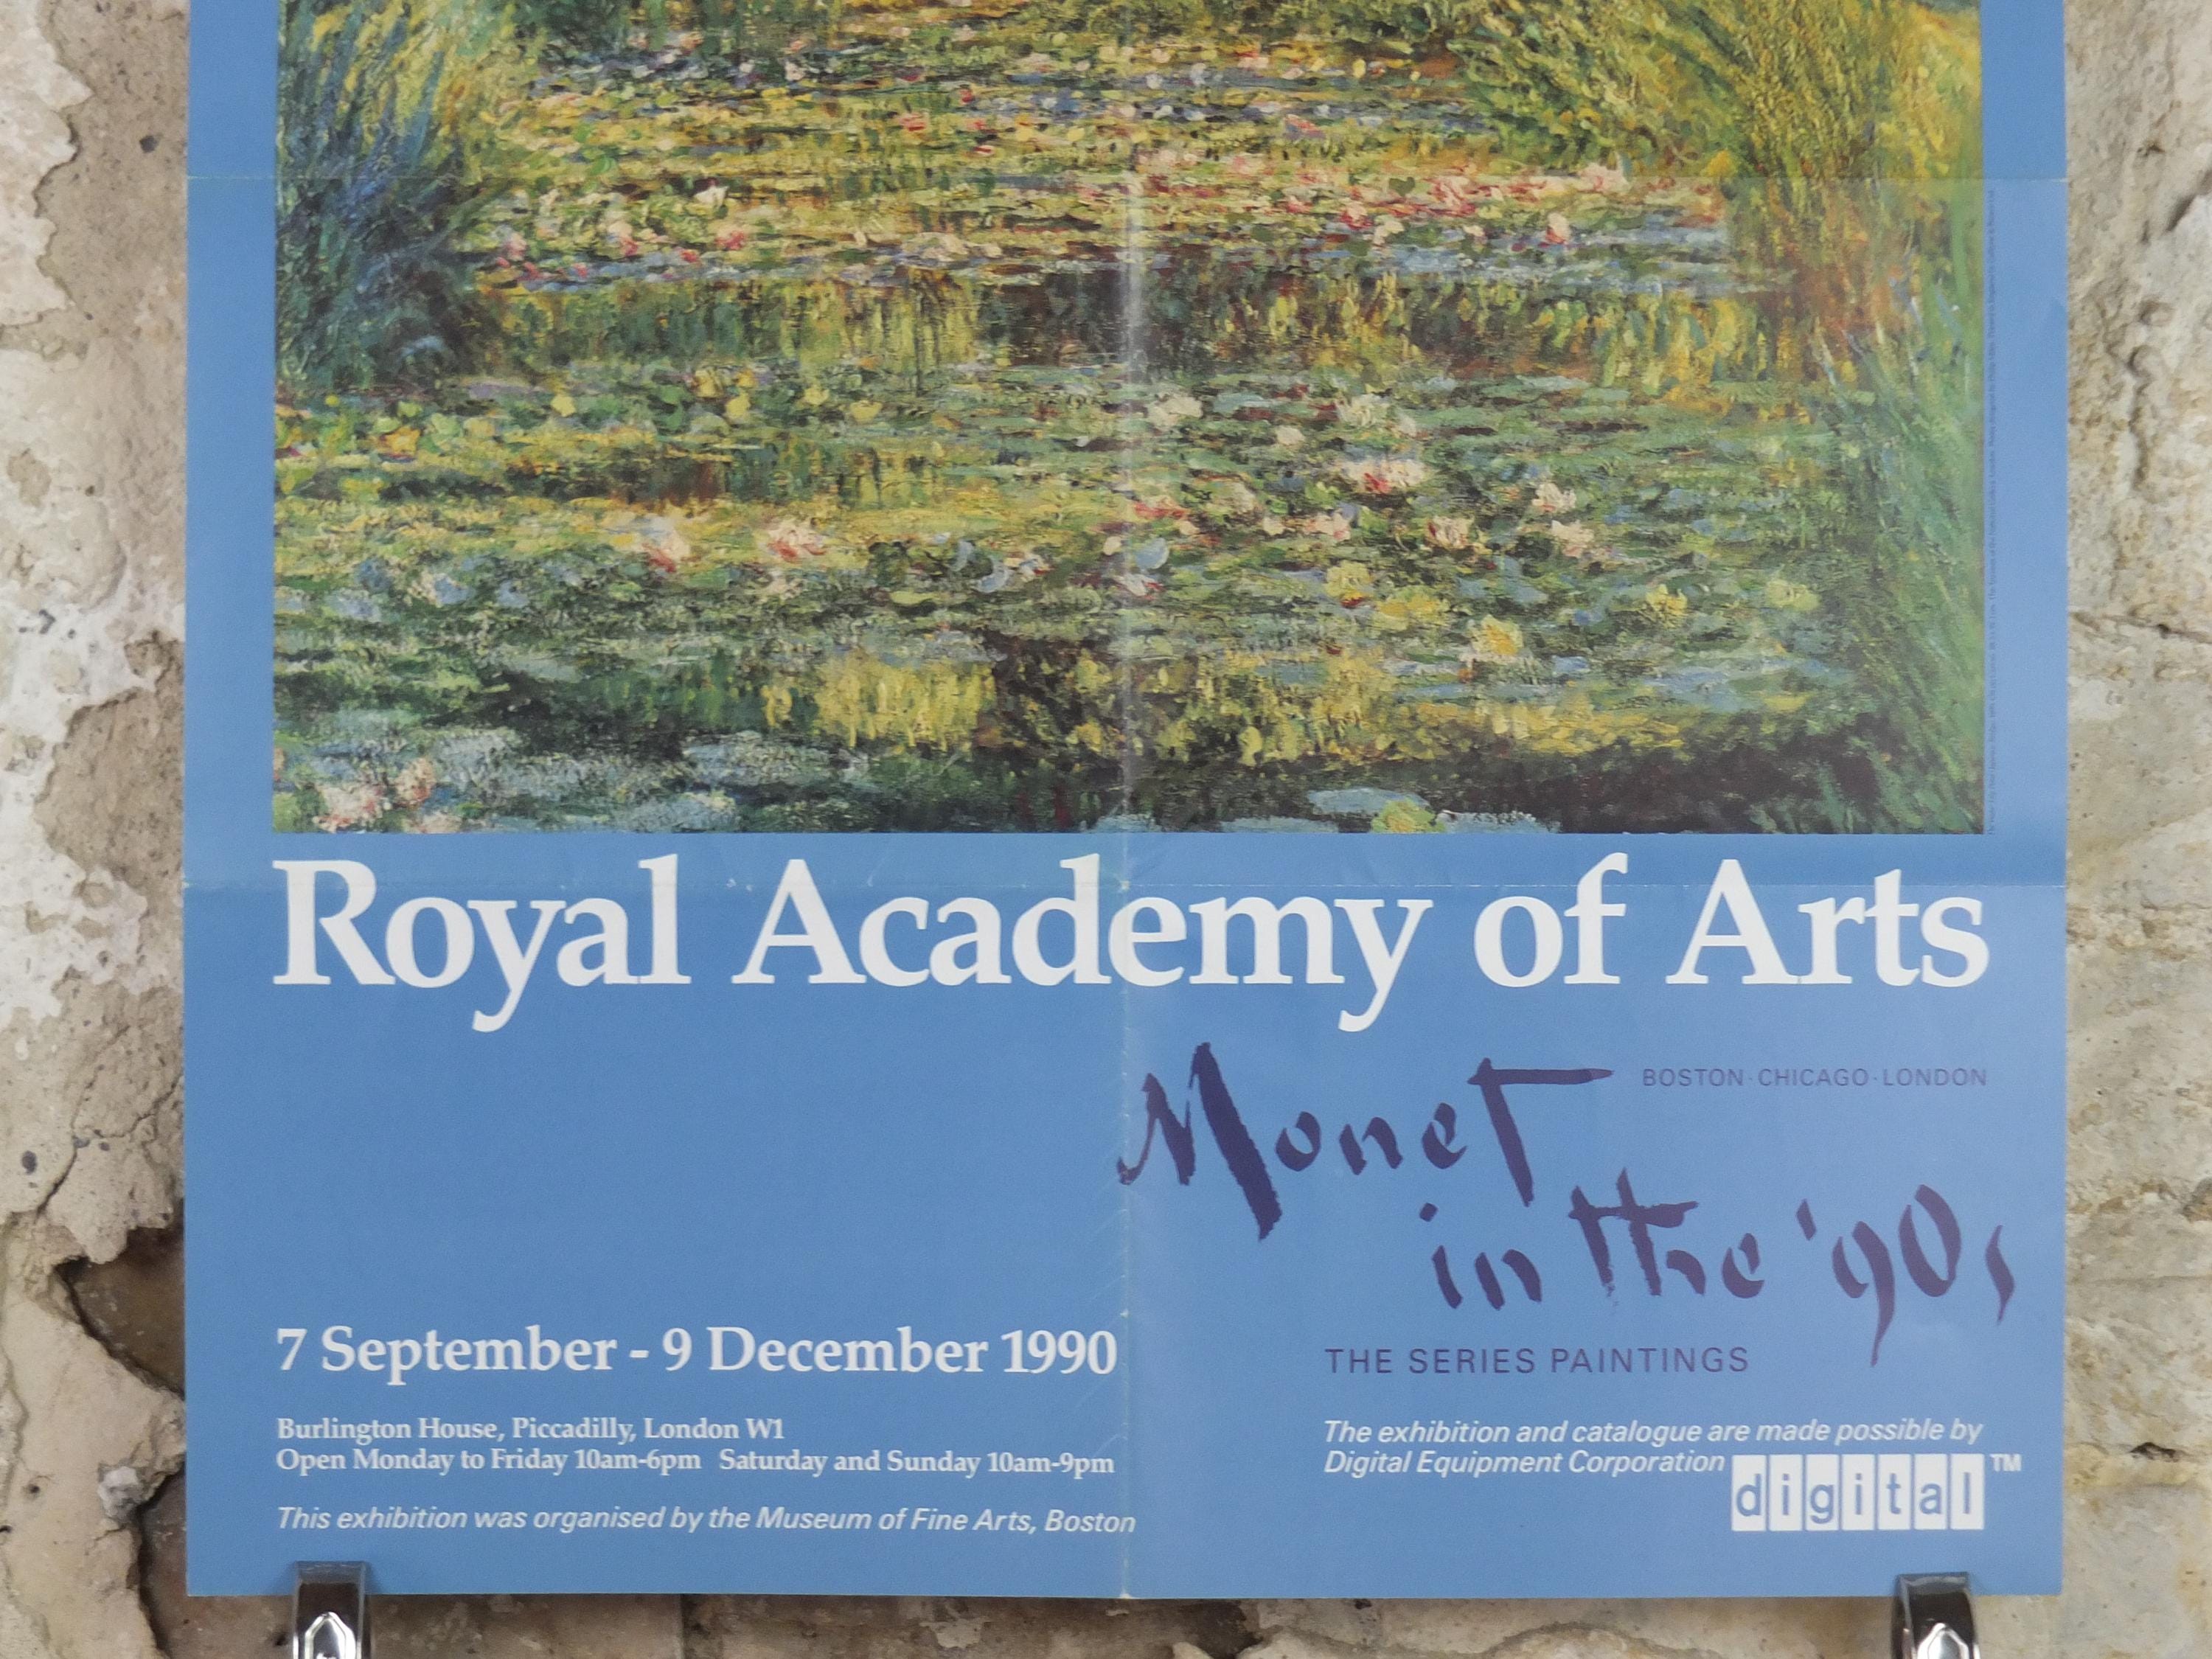 Royal Academy of Arts
BOSTON · CHICAGO · LONDON
Monet
in the '90s
THE SERIES PAINTINGS
7 September - 9 December 1990
Burlington House, Piccadilly, London W1
Open Monday to Friday 10am-6pm Saturday and Sunday 10am-9pm
This exhibition was organised by the Museum of Fine Arts, Boston
The exhibition and catalogue are made possible by
Digital Equipment Corporation
digital TM